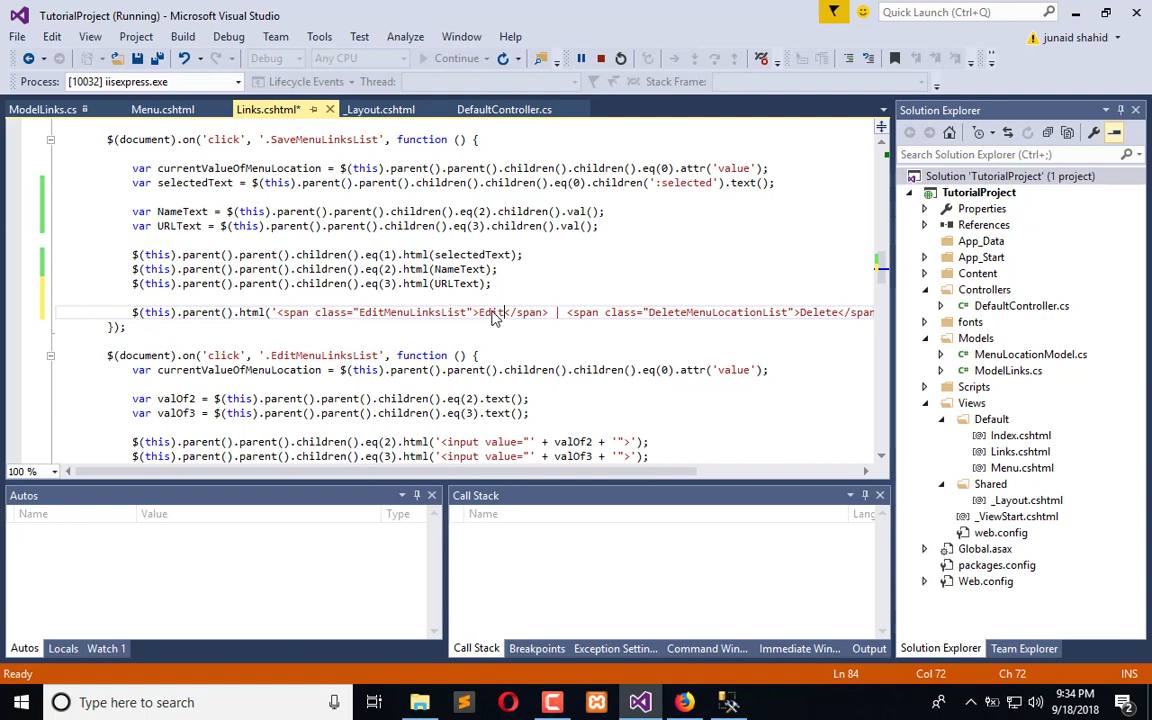 TutorialProject (Running) - Microsoft Visual Studio
Quick Launch (Ctrl+Q)
File Edit View Project Build Debug Team Tools Test Analyze Window Help
junaid shahid
Debug Any CPU Continue
Process: [10032] iisexpress.exe Lifecycle Events Thread: Stack Frame:
ModelLinks.cs Menu.cshtml Links.cshtml* _Layout.cshtml DefaultController.cs
$(document).on('click', '.SaveMenuLinksList', function () {
var currentValueOfMenuLocation = $(this).parent().parent().children().children().eq(0).attr('value');
var selectedText = $(this).parent().parent().children().children().eq(0).children(':selected').text();
var NameText = $(this).parent().parent().children().eq(2).children().val();
var URLText = $(this).parent().parent().children().eq(3).children().val();
$(this).parent().parent().children().eq(1).html(selectedText);
$(this).parent().parent().children().eq(2).html(NameText);
$(this).parent().parent().children().eq(3).html(URLText);
$(this).parent().html('<span class="EditMenuLinksList">Edit</span> | <span class="DeleteMenuLocationList">Delete</span
});
$(document).on('click', '.EditMenuLinksList', function () {
var currentValueOfMenuLocation = $(this).parent().parent().children().children().eq(0).attr('value');
var valOf2 = $(this).parent().parent().children().eq(2).text();
var valOf3 = $(this).parent().parent().children().eq(3).text();
$(this).parent().parent().children().eq(2).html('<input value="' + valOf2 + '">');
$(this).parent().parent().children().eq(3).html('<input value="' + valOf3 + '">');
100 %
Solution Explorer
Search Solution Explorer (Ctrl+;)
Solution 'TutorialProject' (1 project)
TutorialProject
Properties
References
App_Data
App_Start
Content
Controllers
DefaultController.cs
fonts
Models
MenuLocationModel.cs
ModelLinks.cs
Scripts
Views
Default
Index.cshtml
Links.cshtml
Menu.cshtml
Shared
_Layout.cshtml
_ViewStart.cshtml
web.config
Global.asax
packages.config
Web.config
Solution Explorer Team Explorer
Autos
Name Value Type
Autos Locals Watch 1
Call Stack
Name Lang
Call Stack Breakpoints Exception Settin... Command Win... Immediate Win... Output
Ready Ln 84 Col 72 Ch 72 INS
Type here to search
9:34 PM
9/18/2018
2